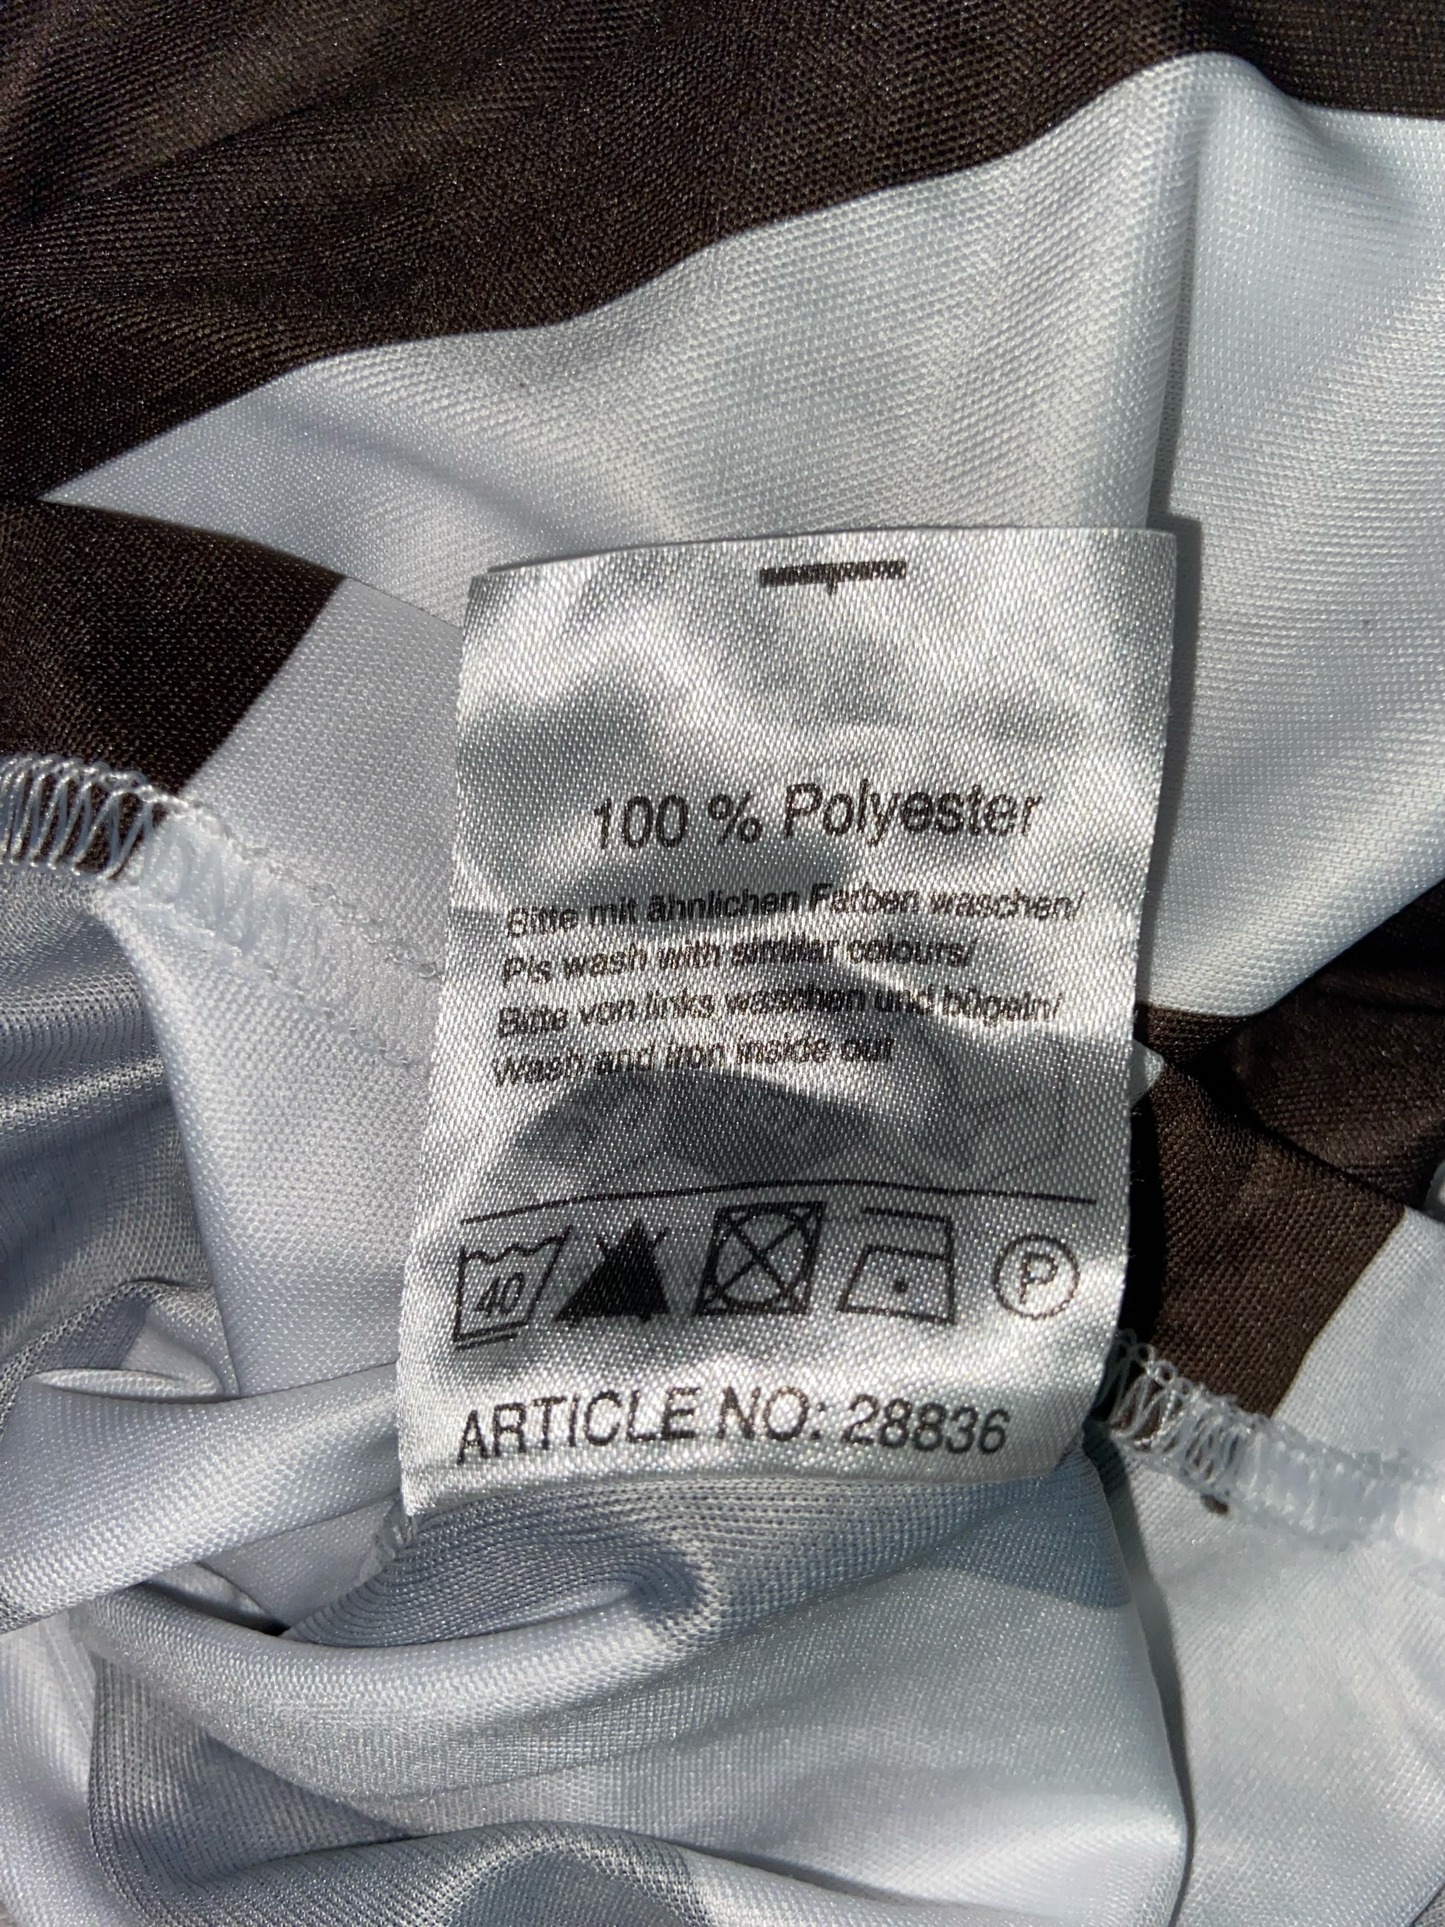 100 % Polyester
Bitte mit ähnlichen Farben waschen/
Pls wash with similar colours/
Bitte von links waschen und bügeln/
Wash and iron inside out
40
P
ARTICLE NO: 28836